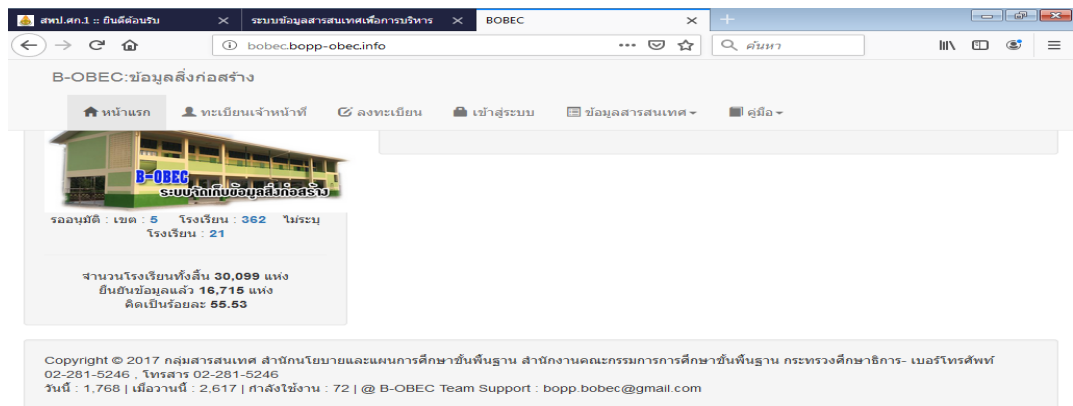 สพป.ศก.1 :: ยินดีต้อนรับ
ระบบข้อมูลสารสนเทศเพื่อการบริหาร
BOBEC
bobec.bopp-obec.info
ค้นหา
B-OBEC:ข้อมูลสิ่งก่อสร้าง
หน้าแรก ทะเบียนเจ้าหน้าที่ ลงทะเบียน เข้าสู่ระบบ ข้อมูลสารสนเทศ คู่มือ
B-OBEC
ระบบจัดเก็บข้อมูลสิ่งก่อสร้าง
รออนุมัติ : เขต : 5 โรงเรียน : 362 ไม่ระบุ
โรงเรียน : 21
จำนวนโรงเรียนทั้งสิ้น 30,099 แห่ง
ยืนยันข้อมูลแล้ว 16,715 แห่ง
คิดเป็นร้อยละ 55.53
Copyright © 2017 กลุ่มสารสนเทศ สำนักนโยบายและแผนการศึกษาขั้นพื้นฐาน สำนักงานคณะกรรมการการศึกษาขั้นพื้นฐาน กระทรวงศึกษาธิการ- เบอร์โทรศัพท์
02-281-5246 , โทรสาร 02-281-5246
วันนี้ : 1,768 | เมื่อวานนี้ : 2,617 | กำลังใช้งาน : 72 | @ B-OBEC Team Support : bopp.bobec@gmail.com